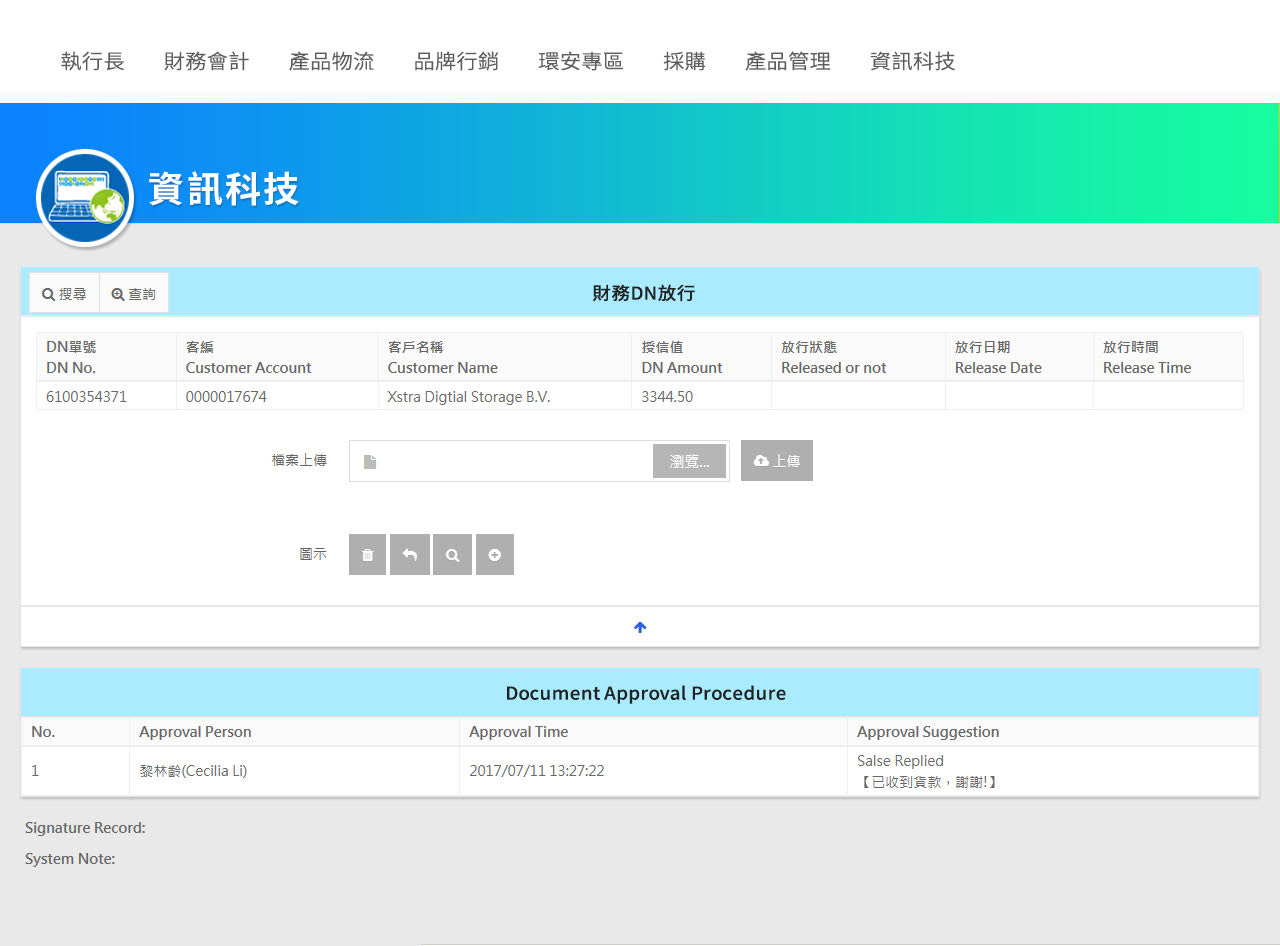 執行長 財務會計 產品物流 品牌行銷 環安專區 採購 產品管理 資訊科技
資訊科技
搜尋 查詢 財務DN放行
DN單號 客編 客戶名稱 授信值 放行狀態 放行日期 放行時間
DN No. Customer Account Customer Name DN Amount Released or not Release Date Release Time
6100354371 0000017674 Xstra Digtial Storage B.V. 3344.50
檔案上傳 瀏覽... 上傳
圖示
Document Approval Procedure
No. Approval Person Approval Time Approval Suggestion
1 黎林齡(Cecilia Li) 2017/07/11 13:27:22 Salse Replied
【已收到貨款，謝謝!】
Signature Record:
System Note: